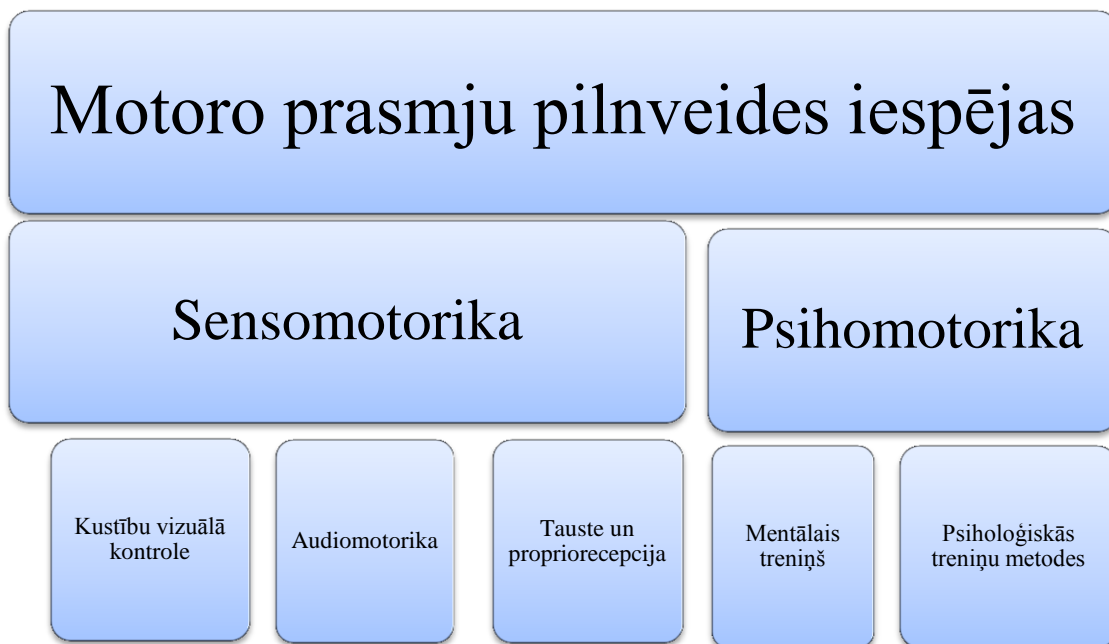 Motoro prasmju pilnveides iespējas
Sensomotorika
Psihomotorika
Kustību vizuālā
kontrole
Audiomotorika
Tauste un
propriorecepcija
Mentālais
treniņš
Psiholoģiskās
treniņu metodes